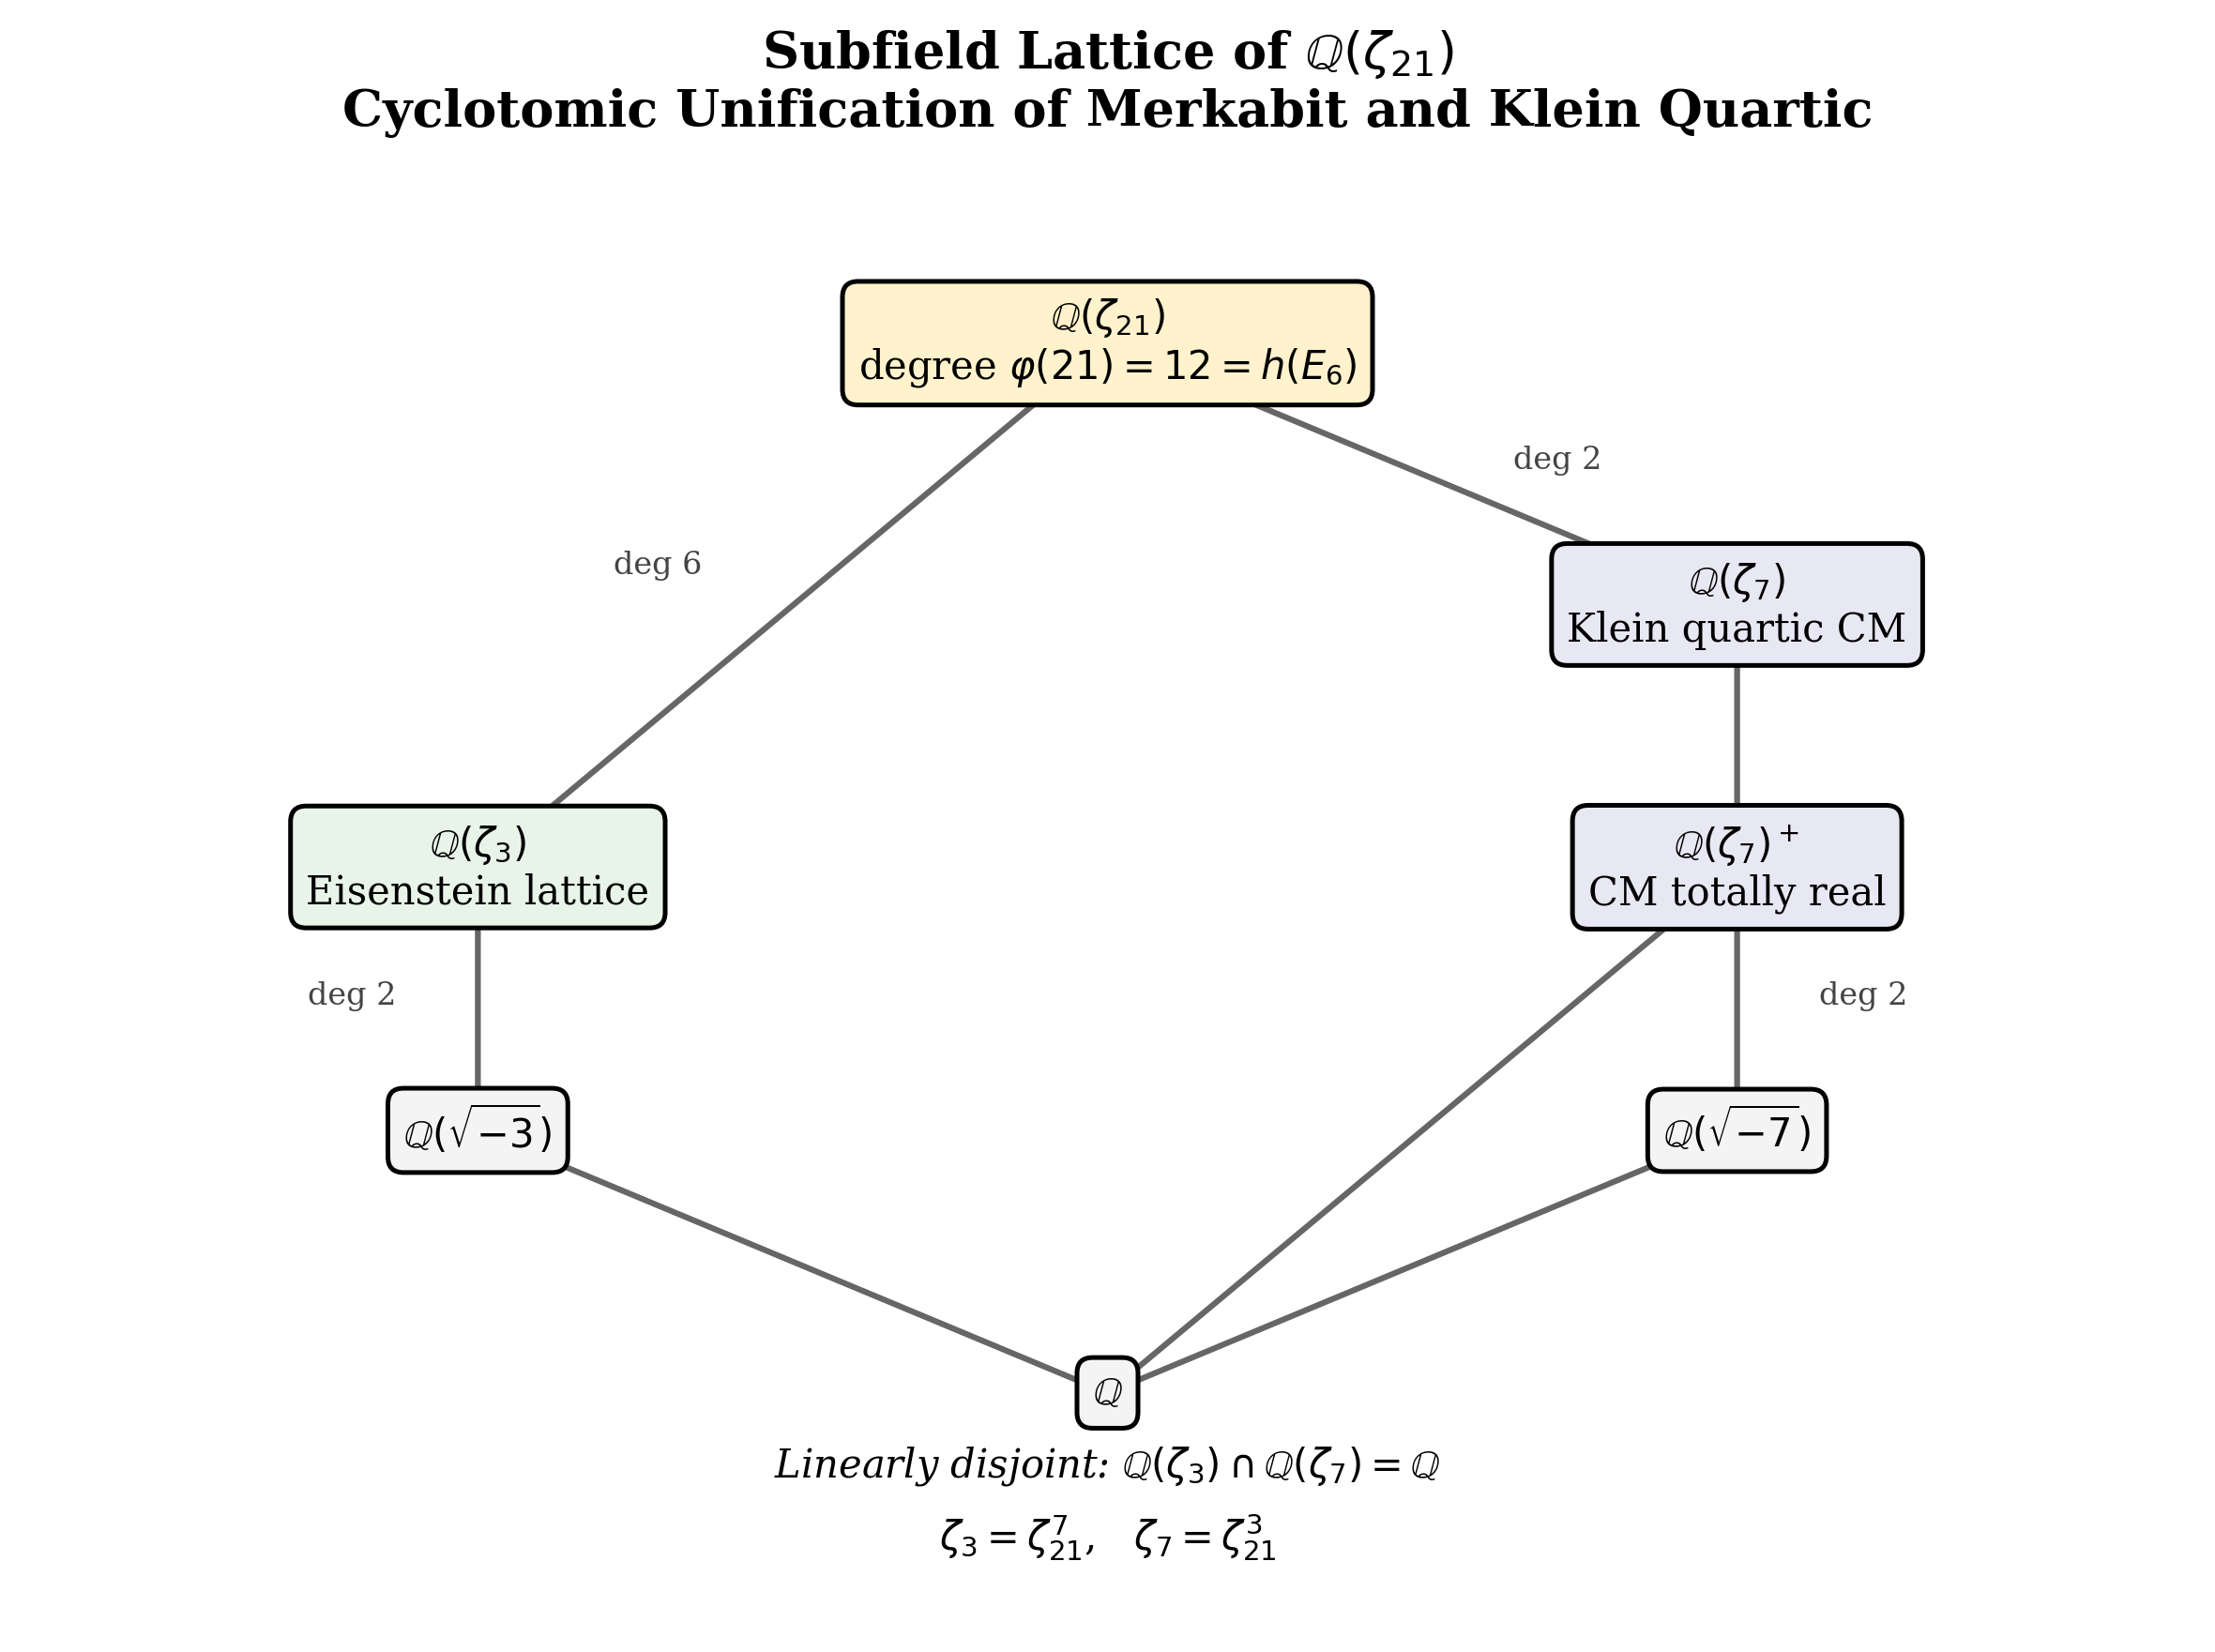 Subfield Lattice of ℚ(ζ₂₁)
Cyclotomic Unification of Merkabit and Klein Quartic
ℚ(ζ₂₁)
degree φ(21) = 12 = h(E₆)
deg 2
deg 6
ℚ(ζ₇)
Klein quartic CM
ℚ(ζ₃)
Eisenstein lattice
ℚ(ζ₇)⁺
CM totally real
deg 2
deg 2
ℚ(√−3)
ℚ(√−7)
ℚ
Linearly disjoint: ℚ(ζ₃) ∩ ℚ(ζ₇) = ℚ
ζ₃ = ζ₂₁⁷, ζ₇ = ζ₂₁³